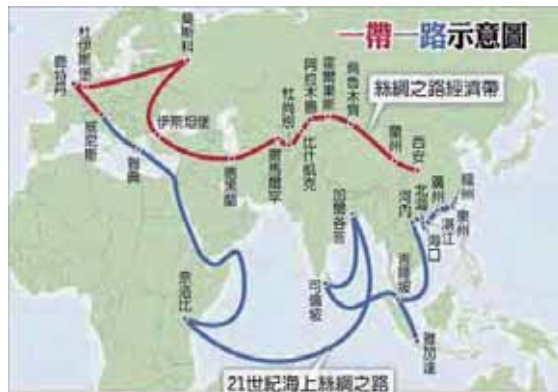 一帶一路示意圖
絲綢之路經濟帶
莫斯科
杜伊斯堡
鹿特丹
威尼斯
雅典
伊斯坦堡
德黑蘭
撒馬爾罕
杜尚別
比什凱克
阿拉木圖
霍爾果斯
烏魯木齊
蘭州
西安
福州
泉州
廣州
湛江
海口
北海
河內
加爾各答
可倫坡
吉隆坡
雅加達
奈洛比
21世紀海上絲綢之路